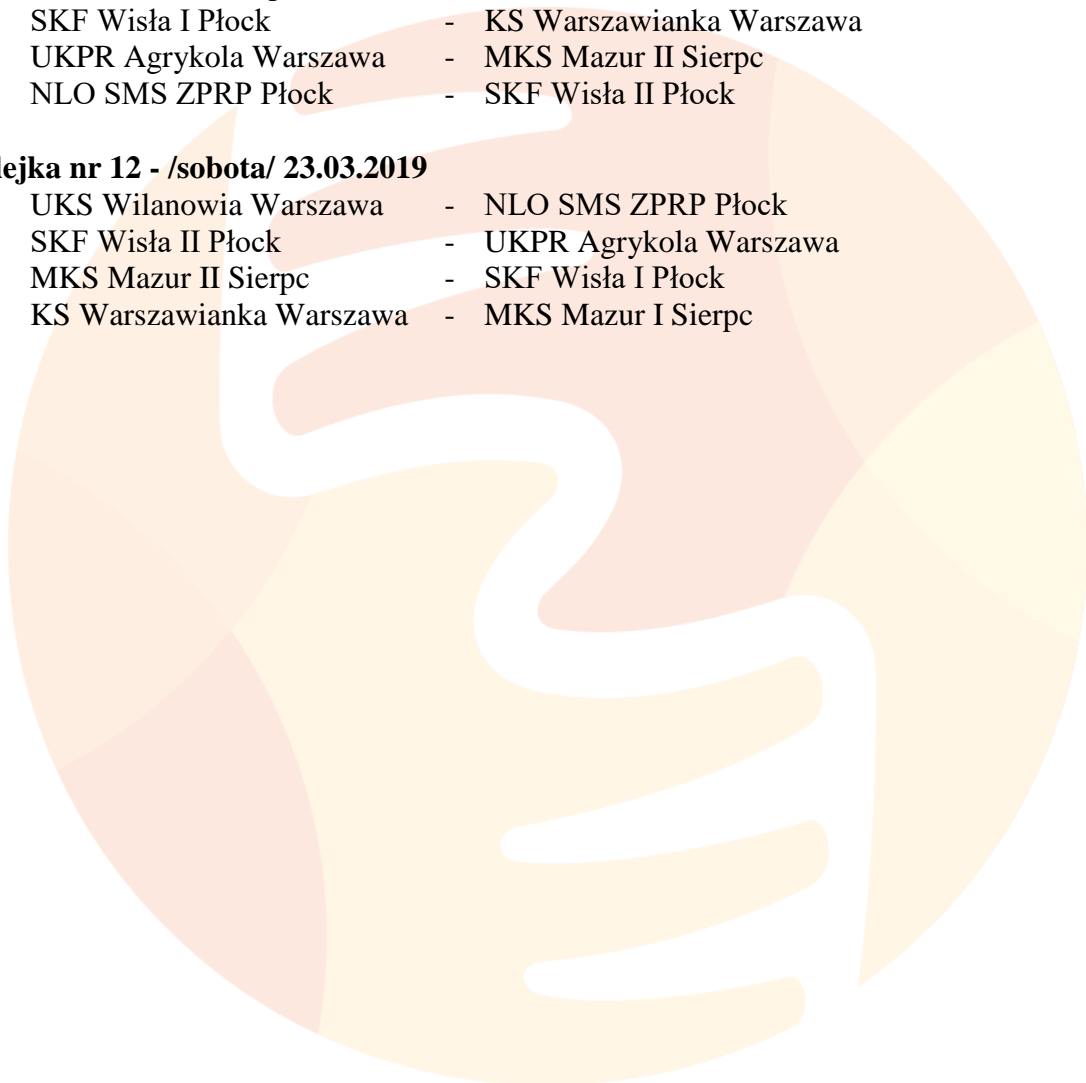 SKF Wisła I Płock - KS Warszawianka Warszawa
UKPR Agrykola Warszawa - MKS Mazur II Sierpc
NLO SMS ZPRP Płock - SKF Wisła II Płock
lejka nr 12 - /sobota/ 23.03.2019
UKS Wilanowia Warszawa - NLO SMS ZPRP Płock
SKF Wisła II Płock - UKPR Agrykola Warszawa
MKS Mazur II Sierpc - SKF Wisła I Płock
KS Warszawianka Warszawa - MKS Mazur I Sierpc